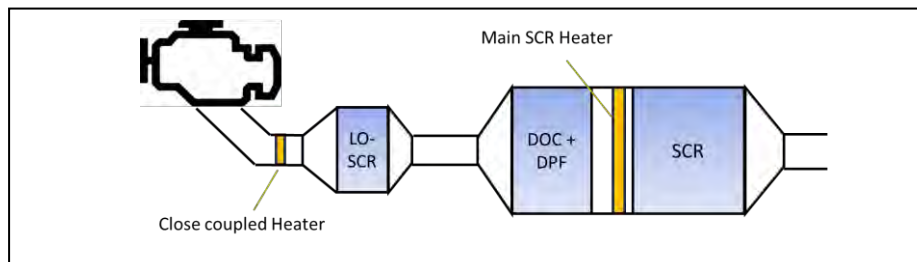 Main SCR Heater
LO-
SCR
DOC +
DPF
SCR
Close coupled Heater